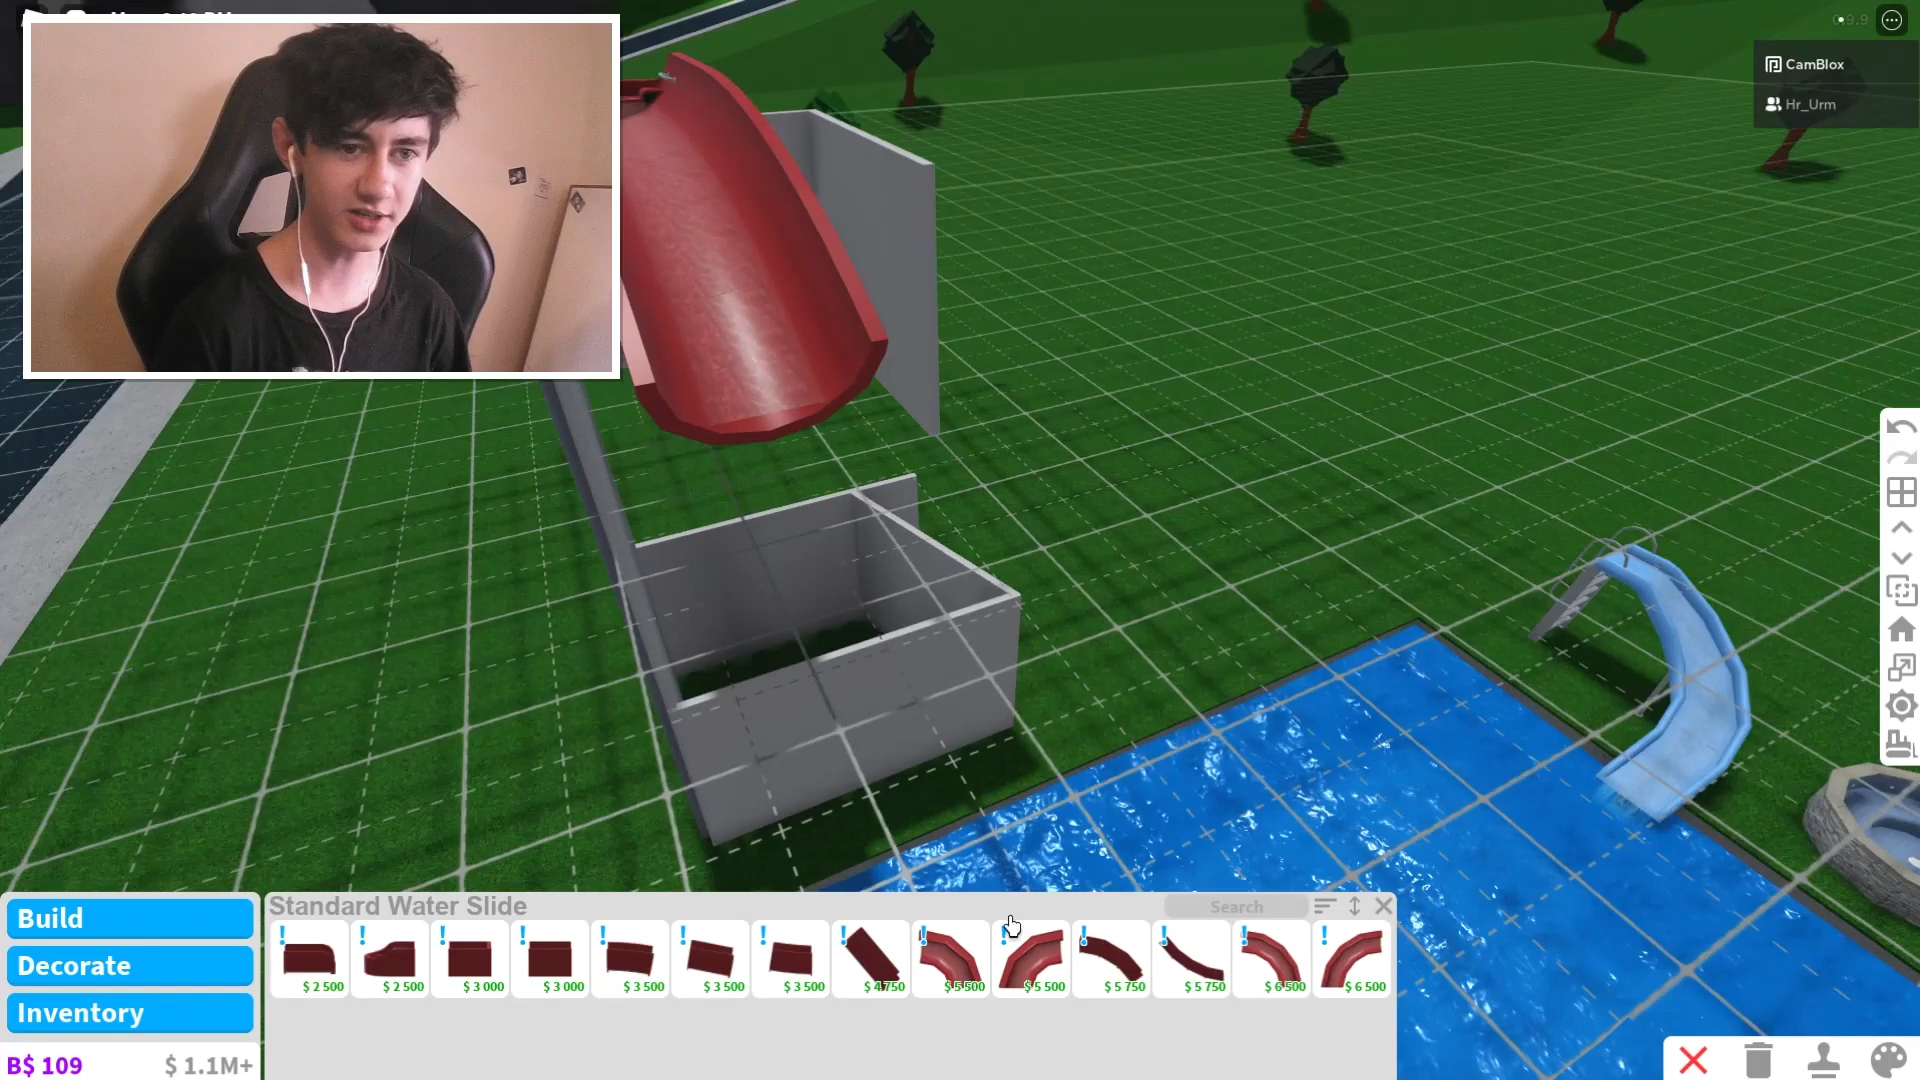 CamBlox
Hr_Urm
Standard Water Slide
Search
Build
Decorate
Inventory
$ 2 500
$ 2 500
$ 3 000
$ 3 000
$ 3 500
$ 3 500
$ 3 500
$ 4 750
$ 5 500
$ 5 500
$ 5 750
$ 5 750
$ 6 500
$ 6 500
B$ 109
$ 1.1M+